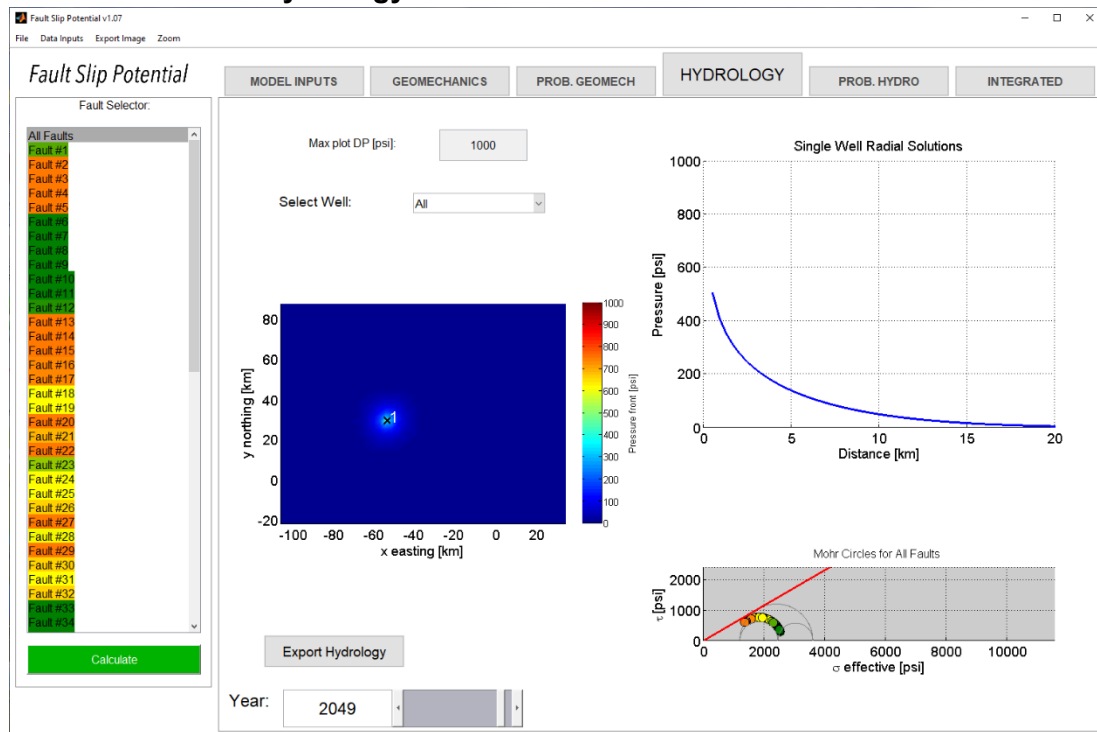 Fault Slip Potential v1.07
File Data Inputs Export Image Zoom
Fault Slip Potential
MODEL INPUTS GEOMECHANICS PROB. GEOMECH HYDROLOGY PROB. HYDRO INTEGRATED
Fault Selector:
All Faults
Fault #1
Fault #2
Fault #3
Fault #4
Fault #5
Fault #6
Fault #7
Fault #8
Fault #9
Fault #10
Fault #11
Fault #12
Fault #13
Fault #14
Fault #15
Fault #16
Fault #17
Fault #18
Fault #19
Fault #20
Fault #21
Fault #22
Fault #23
Fault #24
Fault #25
Fault #26
Fault #27
Fault #28
Fault #29
Fault #30
Fault #31
Fault #32
Fault #33
Fault #34
Calculate
Max plot DP [psi]: 1000
Select Well: All
80
60
40
20
0
-20
y northing [km]
1
-100 -80 -60 -40 -20 0 20
x easting [km]
1000
900
800
700
600
500
400
300
200
100
0
Pressure front [psi]
Export Hydrology
Year: 2049
Single Well Radial Solutions
1000
800
600
400
200
0
Pressure [psi]
0 5 10 15 20
Distance [km]
Mohr Circles for All Faults
2000
1000
0
τ [psi]
0 2000 4000 6000 8000 10000
σ effective [psi]